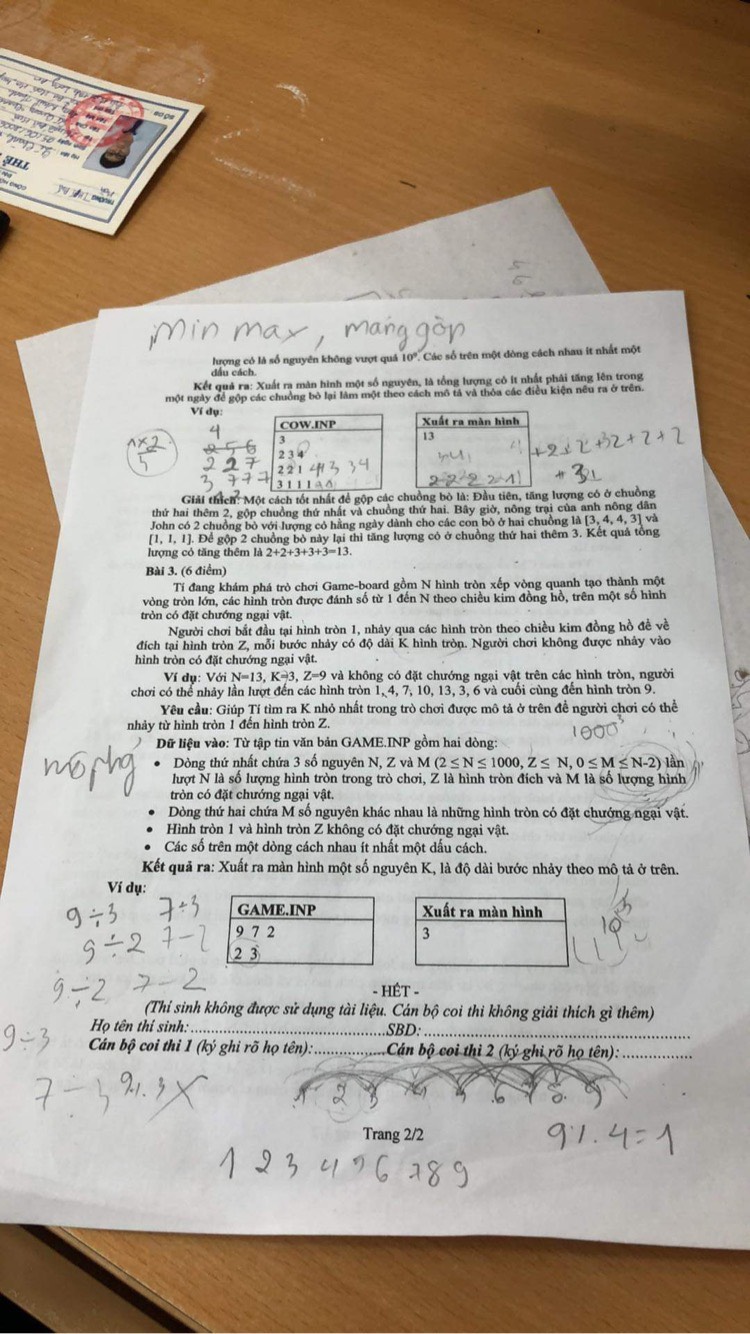 THẺ
TRƯỜNG
Min max, mảng gộp
lượng cỏ là số nguyên không vượt quá 10⁹. Các số trên một dòng cách nhau ít nhất một
dấu cách.
Kết quả ra: Xuất ra màn hình một số nguyên, là tổng lượng cỏ ít nhất phải tăng lên trong
một ngày để gộp các chuồng bò lại làm một theo cách mô tả và thỏa các điều kiện nêu ra ở trên.
Ví dụ:
COW.INP
3
2 3 4
2 2 1
3 1 1 1
Xuất ra màn hình
13
Giải thích: Một cách tốt nhất để gộp các chuồng bò là: Đầu tiên, tăng lượng cỏ ở chuồng
thứ hai thêm 2, gộp chuồng thứ nhất và chuồng thứ hai. Bây giờ, nông trại của anh nông dân
John có 2 chuồng bò với lượng cỏ hằng ngày dành cho các con bò ở hai chuồng là [3, 4, 4, 3] và
[1, 1, 1]. Để gộp 2 chuồng bò này lại thì tăng lượng cỏ ở chuồng thứ hai thêm 3. Kết quả tổng
lượng cỏ tăng thêm là 2+2+3+3+3=13.
Bài 3. (6 điểm)
Tí đang khám phá trò chơi Game-board gồm N hình tròn xếp vòng quanh tạo thành một
vòng tròn lớn, các hình tròn được đánh số từ 1 đến N theo chiều kim đồng hồ, trên một số hình
tròn có đặt chướng ngại vật.
Người chơi bắt đầu tại hình tròn 1, nhảy qua các hình tròn theo chiều kim đồng hồ để về
đích tại hình tròn Z, mỗi bước nhảy có độ dài K hình tròn. Người chơi không được nhảy vào
hình tròn có đặt chướng ngại vật.
Ví dụ: Với N=13, K=3, Z=9 và không có đặt chướng ngại vật trên các hình tròn, người
chơi có thể nhảy lần lượt đến các hình tròn 1, 4, 7, 10, 13, 3, 6 và cuối cùng đến hình tròn 9.
Yêu cầu: Giúp Tí tìm ra K nhỏ nhất trong trò chơi được mô tả ở trên để người chơi có thể
nhảy từ hình tròn 1 đến hình tròn Z.
1000³
Dữ liệu vào: Từ tập tin văn bản GAME.INP gồm hai dòng:
• Dòng thứ nhất chứa 3 số nguyên N, Z và M (2 ≤ N ≤ 1000, Z ≤ N, 0 ≤ M ≤ N-2) lần
lượt N là số lượng hình tròn trong trò chơi, Z là hình tròn đích và M là số lượng hình
tròn có đặt chướng ngại vật.
• Dòng thứ hai chứa M số nguyên khác nhau là những hình tròn có đặt chướng ngại vật.
• Hình tròn 1 và hình tròn Z không có đặt chướng ngại vật.
• Các số trên một dòng cách nhau ít nhất một dấu cách.
Kết quả ra: Xuất ra màn hình một số nguyên K, là độ dài bước nhảy theo mô tả ở trên.
Ví dụ:
9 ÷ 3 7 ÷ 3
9 ÷ 2 7 - 2
9 ÷ 2 7 - 2
GAME.INP
9 7 2
2 3
Xuất ra màn hình
3
- HẾT -
(Thí sinh không được sử dụng tài liệu. Cán bộ coi thi không giải thích gì thêm)
Họ tên thí sinh:..............................SBD:..............................
Cán bộ coi thi 1 (ký ghi rõ họ tên):..............Cán bộ coi thi 2 (ký ghi rõ họ tên):..............
9 ÷ 3
Trang 2/2
9 % 4 = 1
1 2 3 4 5 6 7 8 9